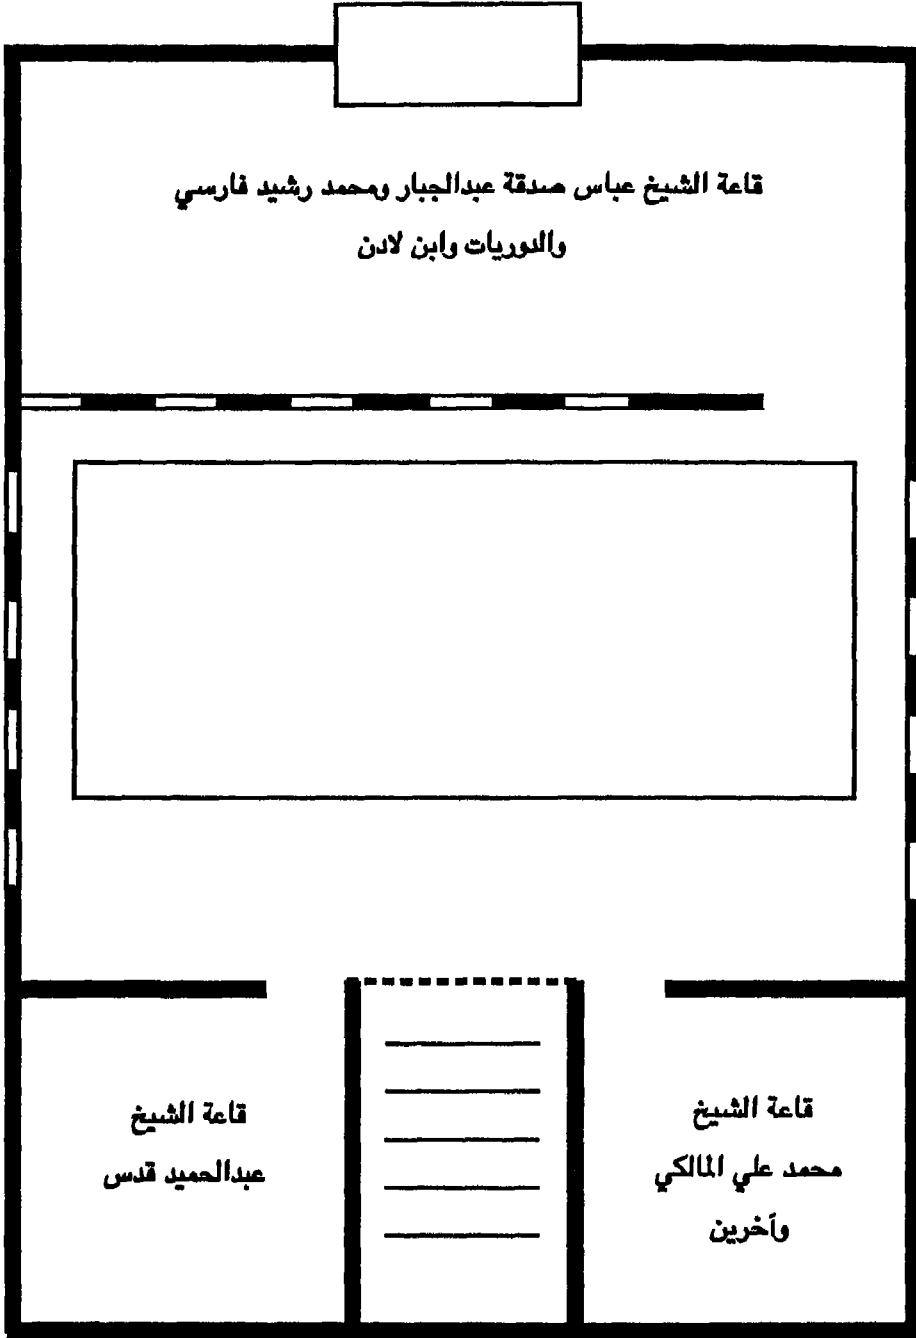 قاعة الشيخ عباس صدقة عبدالجبار ومحمد رشيد فارسي
والدوريات وابن لادن
قاعة الشيخ
محمد علي المالكي
وآخرين
قاعة الشيخ
عبدالحميد قدس